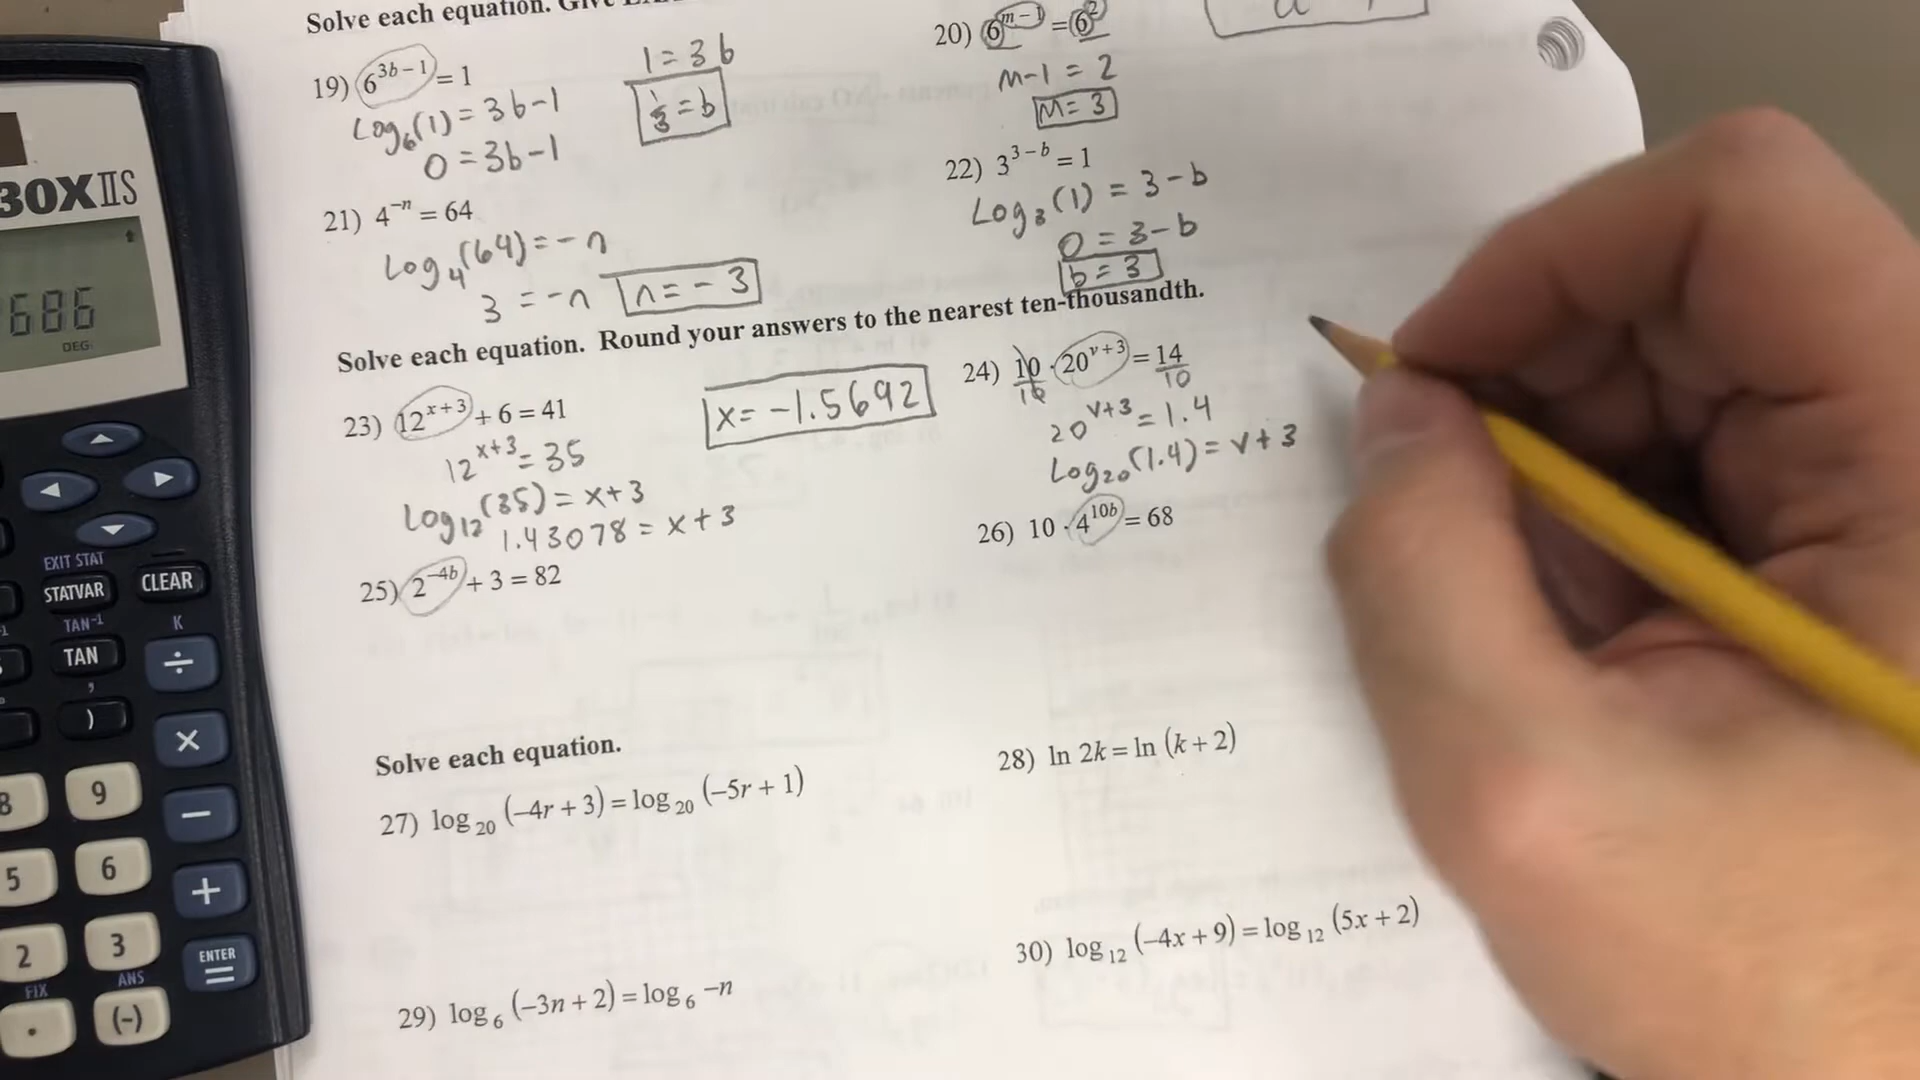 Solve each equation.
19) 6^{3b − 1} = 1
Log₆(1) = 3b-1
0 = 3b-1
1 = 3b
1/3 = b
20) 6^{m − 1} = 6^2
m-1 = 2
m = 3
21) 4^{−n} = 64
Log₄(64) = -n
3 = -n
n = -3
22) 3^{3 − b} = 1
Log₃(1) = 3-b
0 = 3-b
b = 3
Solve each equation. Round your answers to the nearest ten-thousandth.
23) 12^{x + 3} + 6 = 41
12^{x+3} = 35
Log₁₂(35) = x+3
1.43078 = x+3
x = -1.5692
24) 10 · 20^{v + 3} = 14
10 10
20^{v+3} = 1.4
Log₂₀(1.4) = v+3
25) 2^{−4b} + 3 = 82
26) 10 · 4^{10b} = 68
Solve each equation.
27) log₂₀ (−4r + 3) = log₂₀ (−5r + 1)
28) ln 2k = ln (k + 2)
29) log₆ (−3n + 2) = log₆ −n
30) log₁₂ (−4x + 9) = log₁₂ (5x + 2)
30X IIS
686
DEG
EXIT STAT
STATVAR
CLEAR
TAN⁻¹
K
TAN
÷
,
)
×
8
9
−
5
6
+
2
3
ENTER
=
FIX
ANS
.
(−)